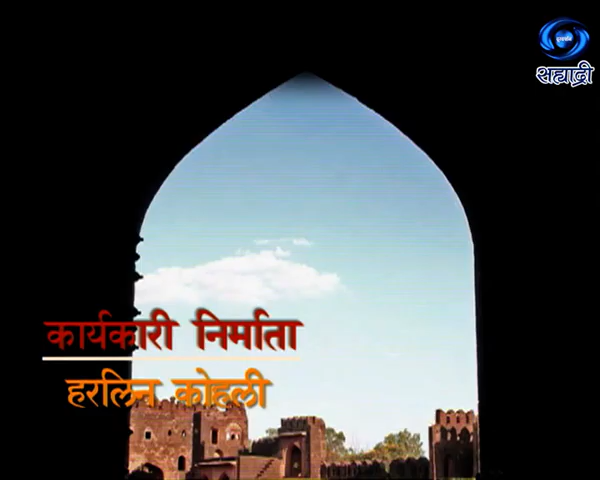 सह्याद्री
कार्यकारी निर्माता
हरलिन कोहली